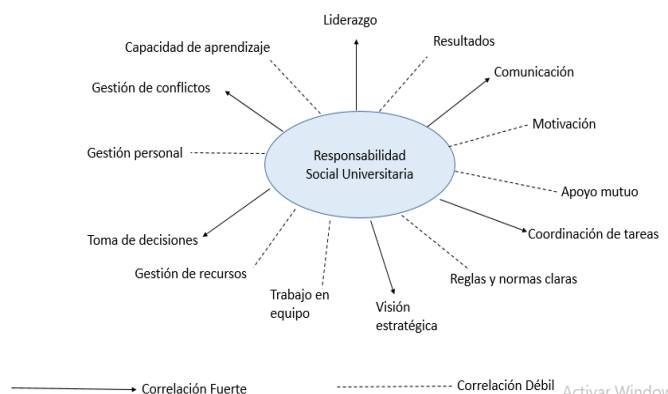 Liderazgo
Capacidad de aprendizaje
Resultados
Gestión de conflictos
Comunicación
Gestión personal
Responsabilidad
Social Universitaria
Motivación
Apoyo mutuo
Toma de decisiones
Coordinación de tareas
Gestión de recursos
Trabajo en
equipo
Visión
estratégica
Reglas y normas claras
Correlación Fuerte
Correlación Débil
Activar Window